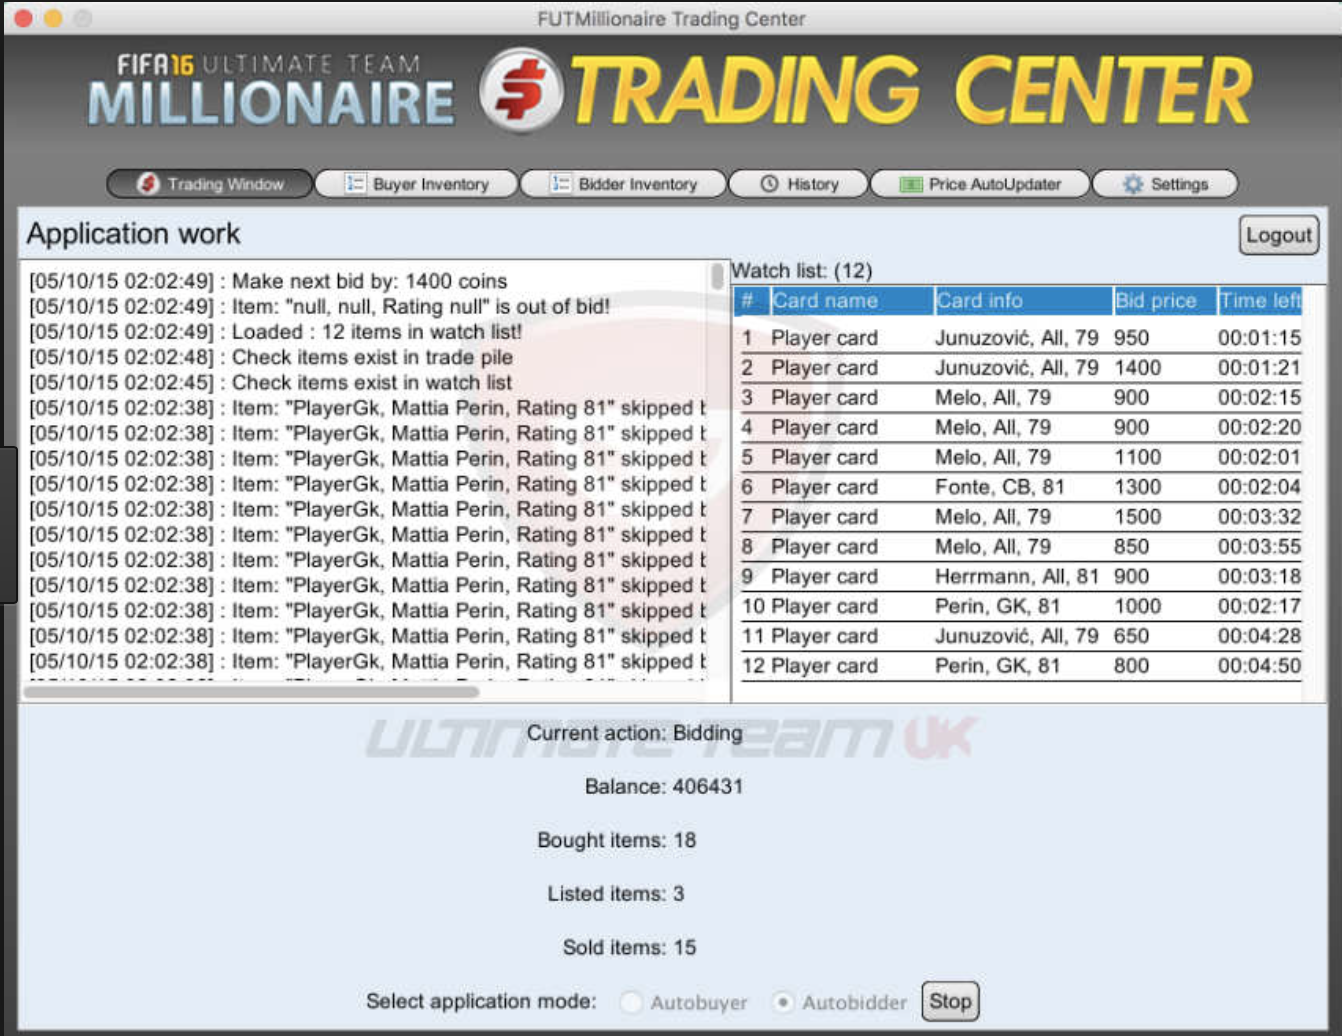 FUTMillionaire Trading Center
FIFA16 ULTIMATE TEAM
MILLIONAIRE
TRADING CENTER
Trading Window
Buyer Inventory
Bidder Inventory
History
Price AutoUpdater
Settings
Application work
Logout
[05/10/15 02:02:49] : Make next bid by: 1400 coins
[05/10/15 02:02:49] : Item: "null, null, Rating null" is out of bid!
[05/10/15 02:02:49] : Loaded : 12 items in watch list!
[05/10/15 02:02:48] : Check items exist in trade pile
[05/10/15 02:02:45] : Check items exist in watch list
[05/10/15 02:02:38] : Item: "PlayerGk, Mattia Perin, Rating 81" skipped
[05/10/15 02:02:38] : Item: "PlayerGk, Mattia Perin, Rating 81" skipped
[05/10/15 02:02:38] : Item: "PlayerGk, Mattia Perin, Rating 81" skipped
[05/10/15 02:02:38] : Item: "PlayerGk, Mattia Perin, Rating 81" skipped
[05/10/15 02:02:38] : Item: "PlayerGk, Mattia Perin, Rating 81" skipped
[05/10/15 02:02:38] : Item: "PlayerGk, Mattia Perin, Rating 81" skipped
[05/10/15 02:02:38] : Item: "PlayerGk, Mattia Perin, Rating 81" skipped
[05/10/15 02:02:38] : Item: "PlayerGk, Mattia Perin, Rating 81" skipped
[05/10/15 02:02:38] : Item: "PlayerGk, Mattia Perin, Rating 81" skipped
[05/10/15 02:02:38] : Item: "PlayerGk, Mattia Perin, Rating 81" skipped
[05/10/15 02:02:38] : Item: "PlayerGk, Mattia Perin, Rating 81" skipped
Watch list: (12)
# Card name Card info Bid price Time left
1 Player card Junuzović, All, 79 950 00:01:15
2 Player card Junuzović, All, 79 1400 00:01:21
3 Player card Melo, All, 79 900 00:02:15
4 Player card Melo, All, 79 900 00:02:20
5 Player card Melo, All, 79 1100 00:02:01
6 Player card Fonte, CB, 81 1300 00:02:04
7 Player card Melo, All, 79 1500 00:03:32
8 Player card Melo, All, 79 850 00:03:55
9 Player card Herrmann, All, 81 900 00:03:18
10 Player card Perin, GK, 81 1000 00:02:17
11 Player card Junuzović, All, 79 650 00:04:28
12 Player card Perin, GK, 81 800 00:04:50
ULTIMATE TEAM UK
Current action: Bidding
Balance: 406431
Bought items: 18
Listed items: 3
Sold items: 15
Select application mode: Autobuyer Autobidder Stop